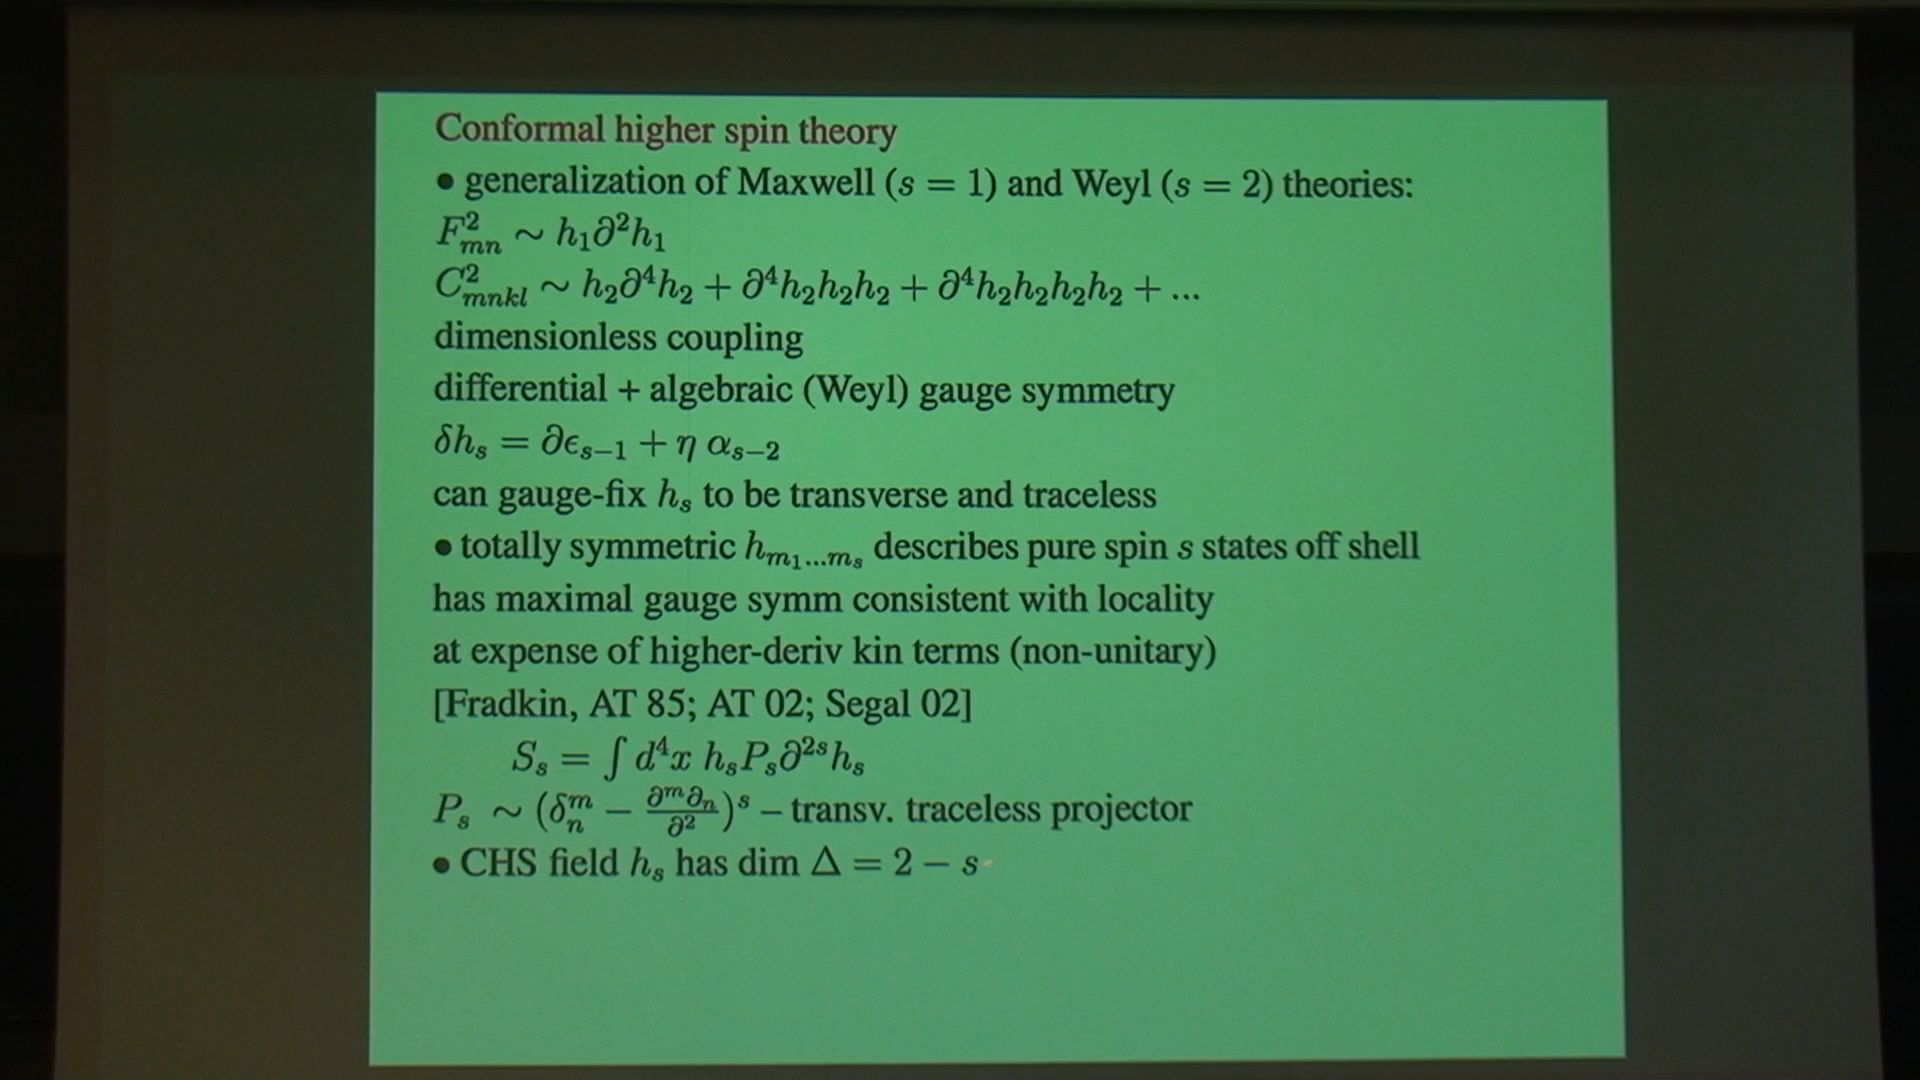 Conformal higher spin theory
• generalization of Maxwell (s = 1) and Weyl (s = 2) theories:
F²ₘₙ ∼ h₁∂²h₁
C²ₘₙₖₗ ∼ h₂∂⁴h₂ + ∂⁴h₂h₂h₂ + ∂⁴h₂h₂h₂h₂ + ...
dimensionless coupling
differential + algebraic (Weyl) gauge symmetry
δhₛ = ∂ϵₛ₋₁ + η αₛ₋₂
can gauge-fix hₛ to be transverse and traceless
• totally symmetric h_{m₁...mₛ} describes pure spin s states off shell
has maximal gauge symm consistent with locality
at expense of higher-deriv kin terms (non-unitary)
[Fradkin, AT 85; AT 02; Segal 02]
Sₛ = ∫ d⁴x hₛPₛ∂²ˢhₛ
Pₛ ∼ (δᵐₙ − ∂ᵐ∂ₙ/∂²)ˢ – transv. traceless projector
• CHS field hₛ has dim Δ = 2 − s